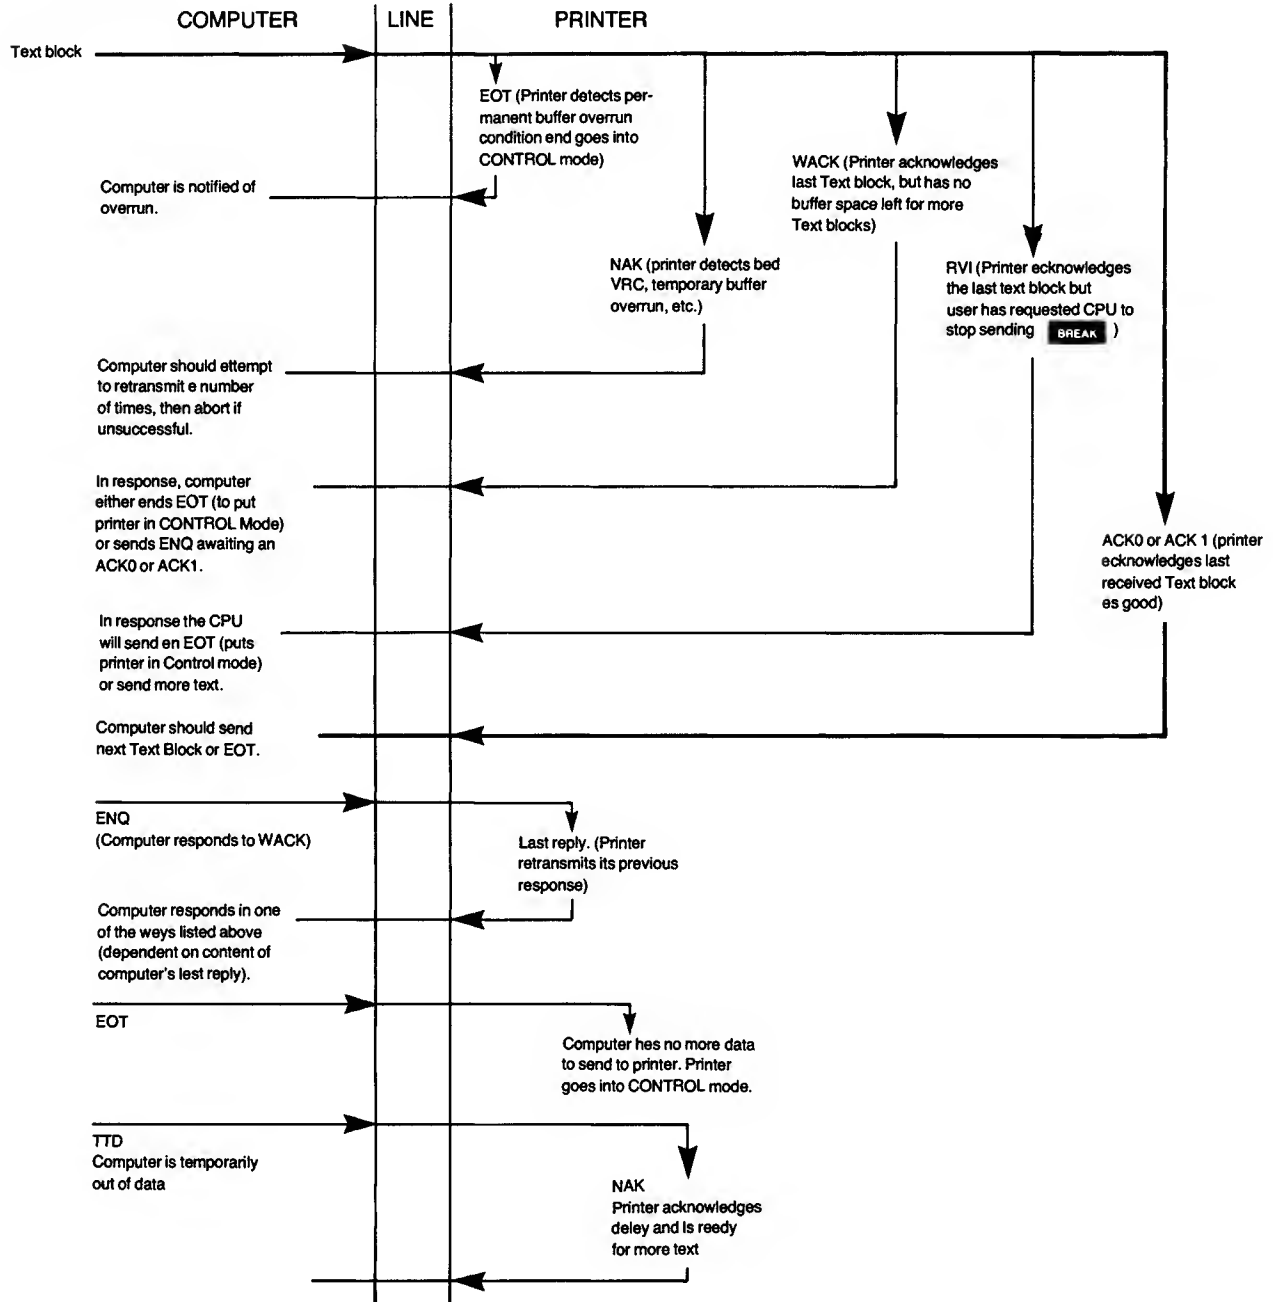 COMPUTER LINE PRINTER
Text block
EOT (Printer detects per-
manent buffer overrun
condition end goes into
CONTROL mode)
Computer is notified of
overrun.
WACK (Printer acknowledges
last Text block, but has no
buffer space left for more
Text blocks)
NAK (printer detects bed
VRC, temporary buffer
overrun, etc.)
RVI (Printer ecknowledges
the last text block but
user has requested CPU to
stop sending BREAK )
Computer should ettempt
to retransmit e number
of times, then abort if
unsuccessful.
In response, computer
either ends EOT (to put
printer in CONTROL Mode)
or sends ENQ awaiting an
ACK0 or ACK1.
ACK0 or ACK 1 (printer
ecknowledges last
received Text block
es good)
In response the CPU
will send en EOT (puts
printer in Control mode)
or send more text.
Computer should send
next Text Block or EOT.
ENQ
(Computer responds to WACK)
Last reply. (Printer
retransmits its previous
response)
Computer responds in one
of the weys listed above
(dependent on content of
computer's lest reply).
EOT
Computer hes no more data
to send to printer. Printer
goes into CONTROL mode.
TTD
Computer is temporarily
out of data
NAK
Printer acknowledges
deley and Is reedy
for more text